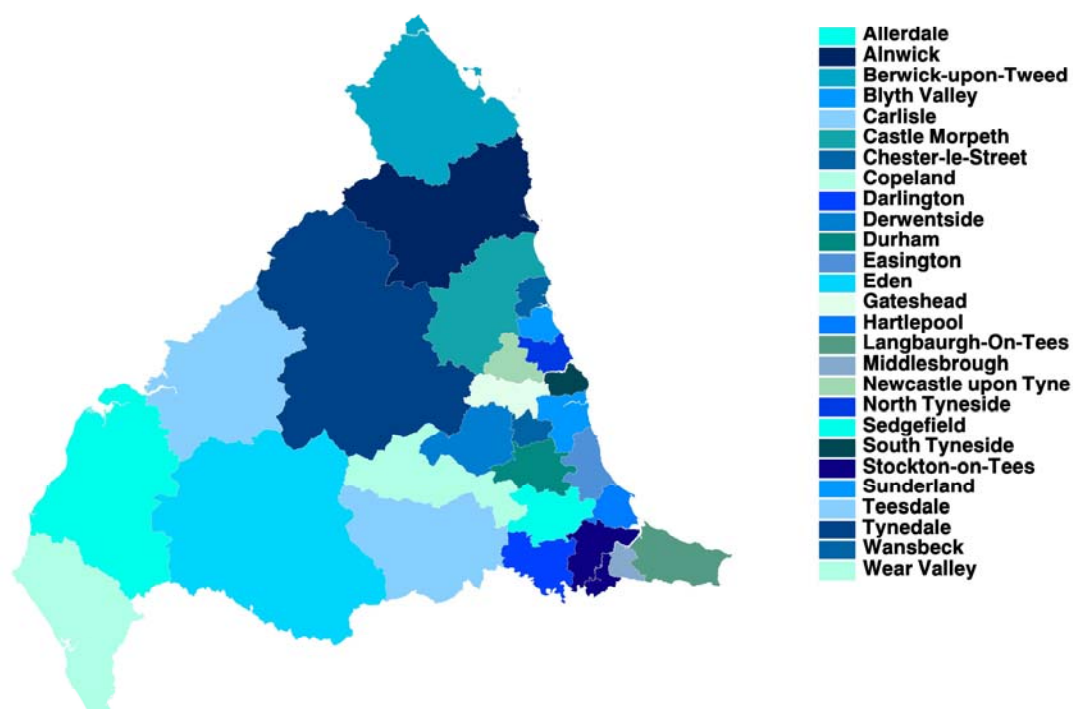 Allerdale
Alnwick
Berwick-upon-Tweed
Blyth Valley
Carlisle
Castle Morpeth
Chester-le-Street
Copeland
Darlington
Derwentside
Durham
Easington
Eden
Gateshead
Hartlepool
Langbaurgh-On-Tees
Middlesbrough
Newcastle upon Tyne
North Tyneside
Sedgefield
South Tyneside
Stockton-on-Tees
Sunderland
Teesdale
Tynedale
Wansbeck
Wear Valley